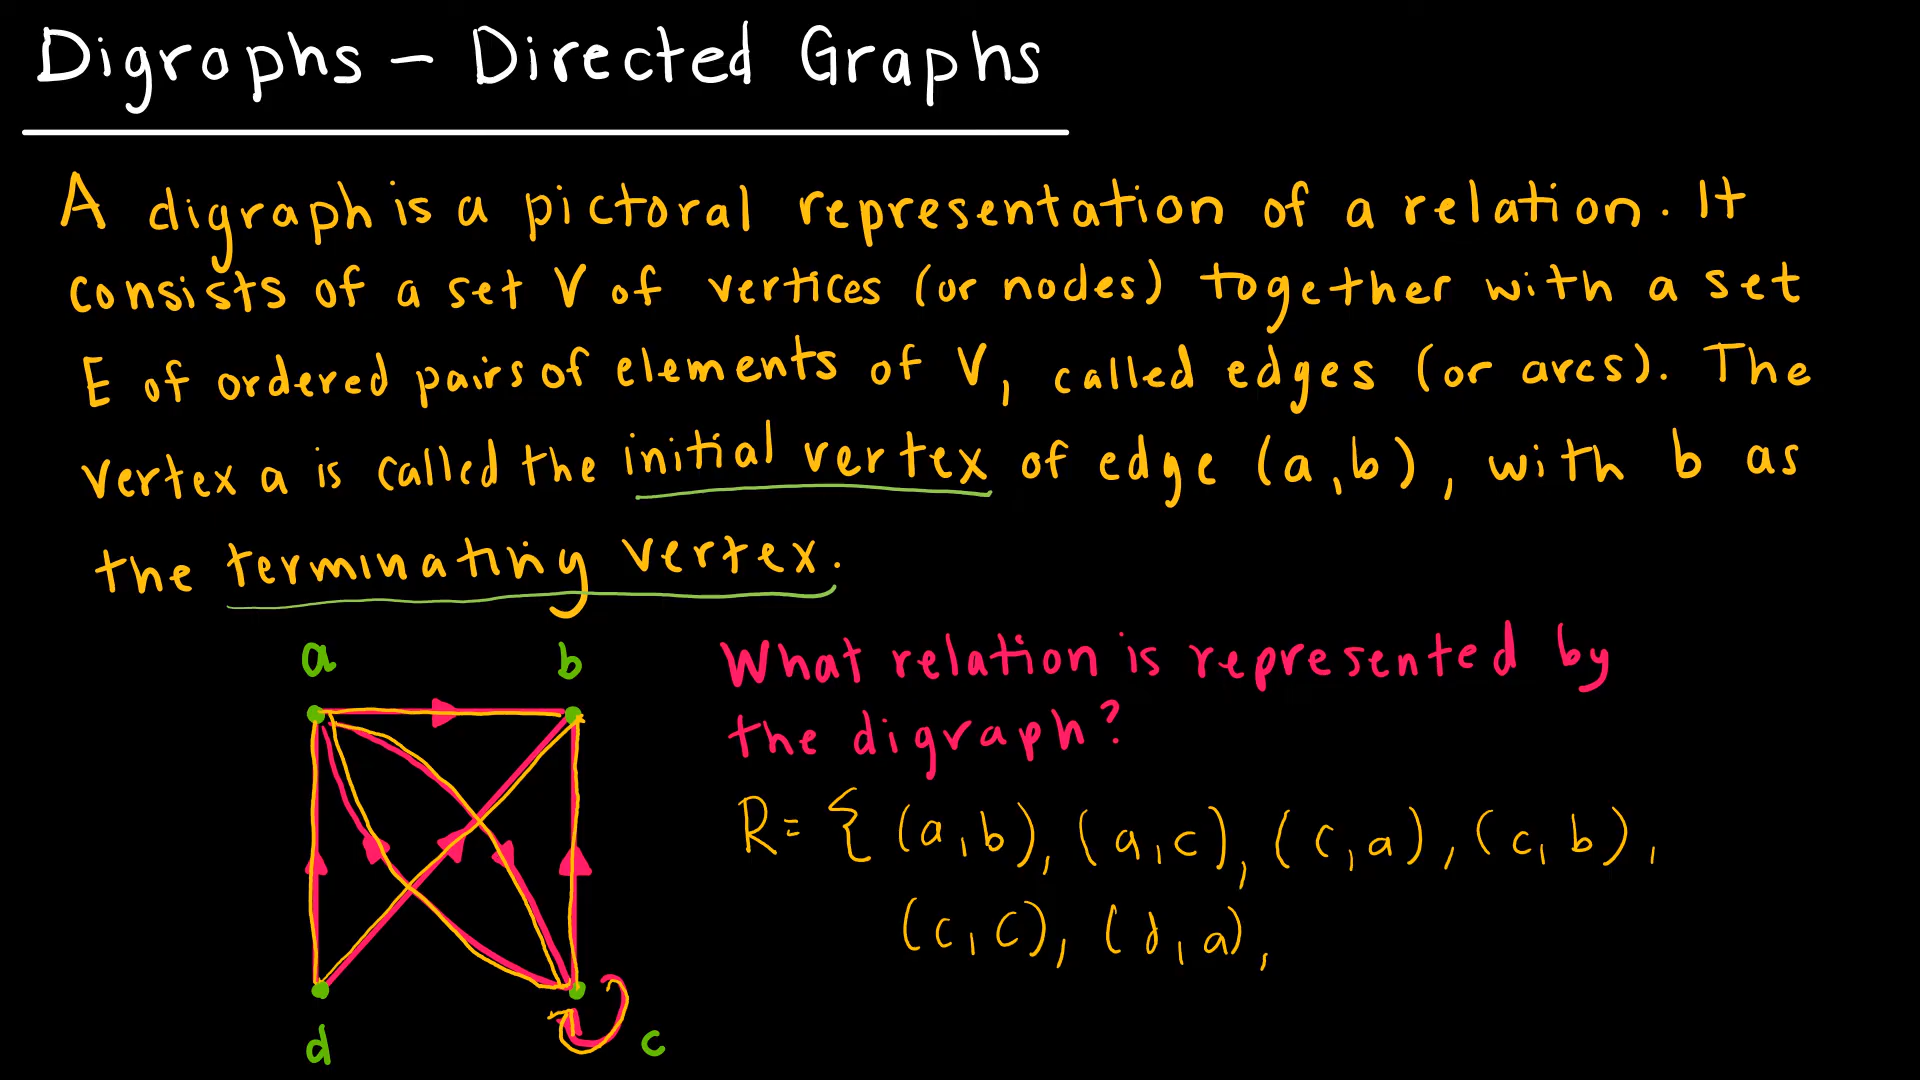 Digraphs – Directed Graphs
A digraph is a pictoral representation of a relation. It
consists of a set V of vertices (or nodes) together with a set
E of ordered pairs of elements of V, called edges (or arcs). The
vertex a is called the initial vertex of edge (a,b), with b as
the terminating vertex.
a b
d c
What relation is represented by
the digraph?
R= { (a,b), (a,c), (c,a), (c,b),
(c,c), (d,a),